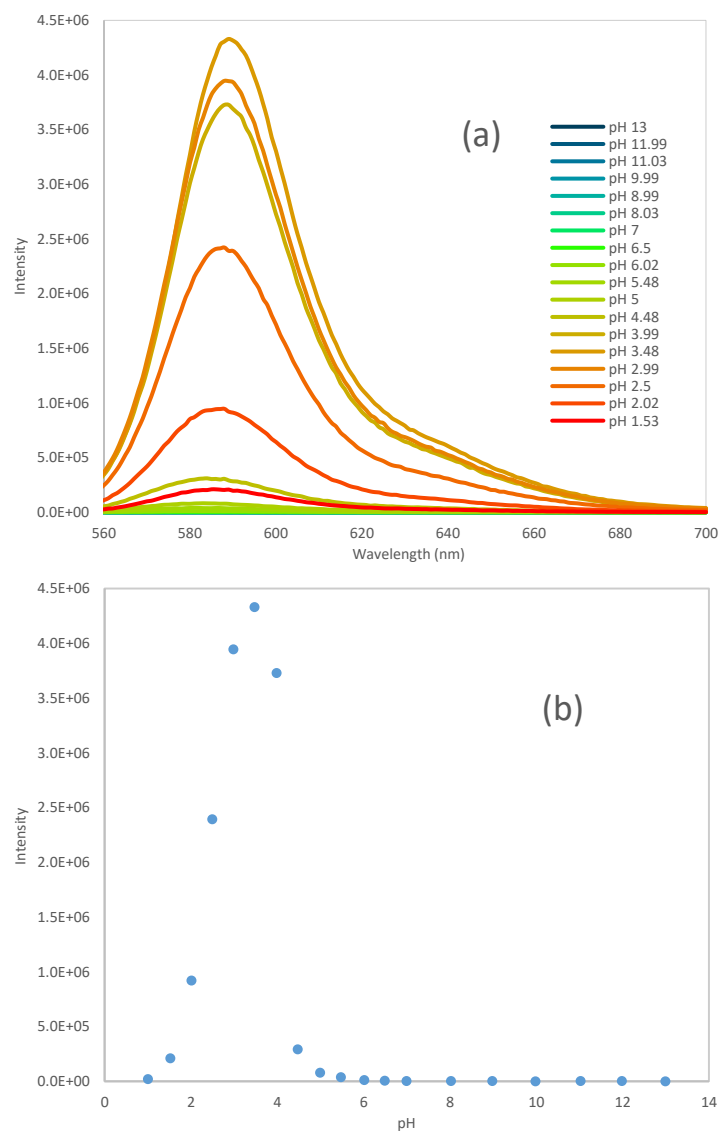 4.5E+06
4.0E+06
3.5E+06
3.0E+06
2.5E+06
2.0E+06
1.5E+06
1.0E+06
5.0E+05
0.0E+00
Intensity
(a)
pH 13
pH 11.99
pH 11.03
pH 9.99
pH 8.99
pH 8.03
pH 7
pH 6.5
pH 6.02
pH 5.48
pH 5
pH 4.48
pH 3.99
pH 3.48
pH 2.99
pH 2.5
pH 2.02
pH 1.53
560 580 600 620 640 660 680 700
Wavelength (nm)
4.5E+06
4.0E+06
3.5E+06
3.0E+06
2.5E+06
2.0E+06
1.5E+06
1.0E+06
5.0E+05
0.0E+00
Intensity
(b)
0 2 4 6 8 10 12 14
pH